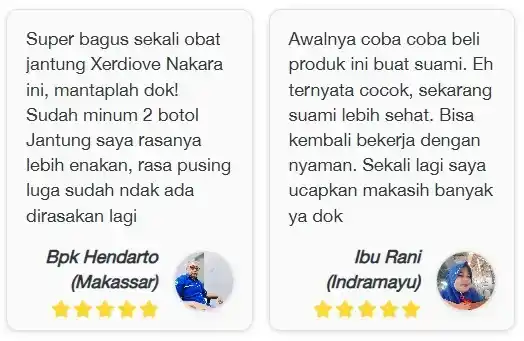 Super bagus sekali obat
jantung Xerdiove Nakara
ini, mantaplah dok!
Sudah minum 2 botol
Jantung saya rasanya
lebih enakan, rasa pusing
luga sudah ndak ada
dirasakan lagi
Bpk Hendarto
(Makassar)
Awalnya coba coba beli
produk ini buat suami. Eh
ternyata cocok, sekarang
suami lebih sehat. Bisa
kembali bekerja dengan
nyaman. Sekali lagi saya
ucapkan makasih banyak
ya dok
Ibu Rani
(Indramayu)